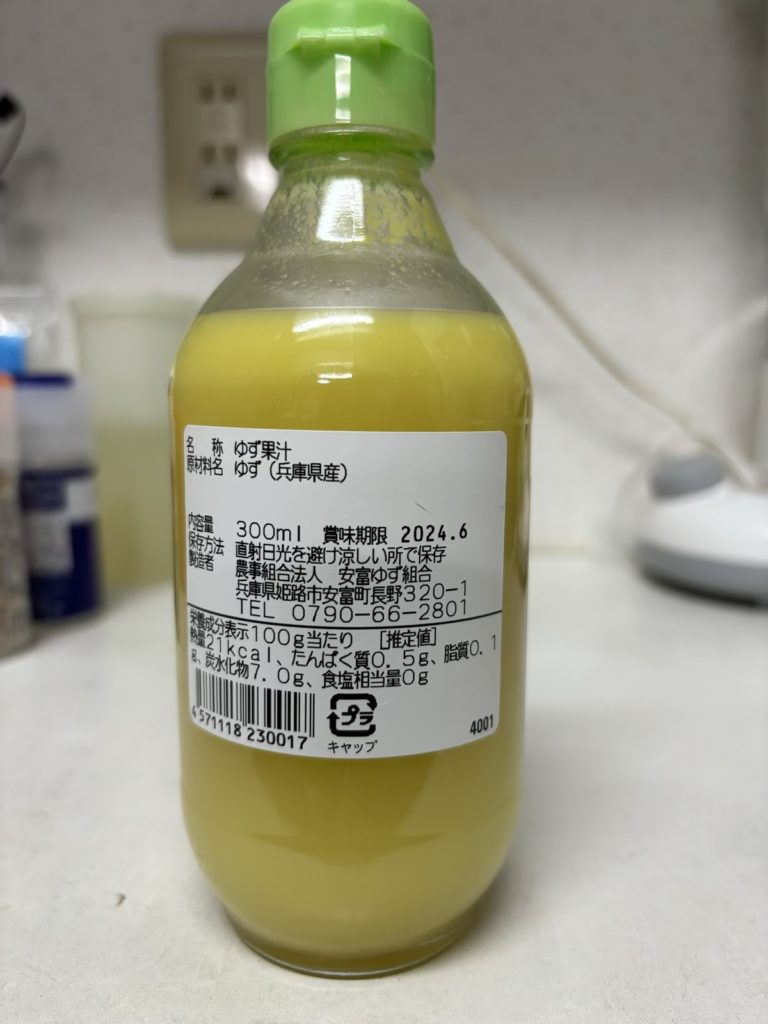 名 称 ゆず果汁
原材料名 ゆず(兵庫県産)
内容量 300ml 賞味期限 2024.6
保存方法 直射日光を避け涼しい所で保存
製造者 農事組合法人 安富ゆず組合
兵庫県姫路市安富町長野320-1
TEL 0790-66-2801
栄養成分表示100g当たり [推定値]
熱量21kcal、たんぱく質0.5g、脂質0.1
g、炭水化物7.0g、食塩相当量0g
プラ
4571118230017 キャップ 4001